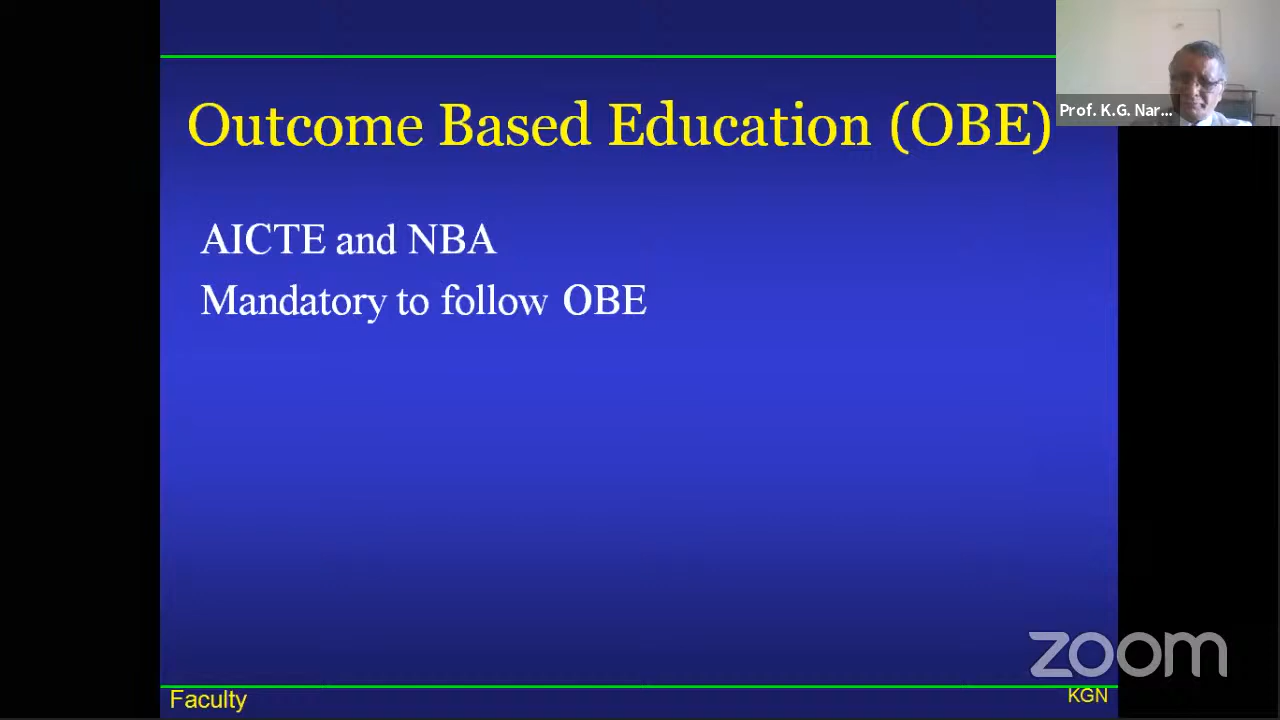 Outcome Based Education (OBE)
Prof. K.G. Nar...
AICTE and NBA
Mandatory to follow OBE
zoom
Faculty
KGN